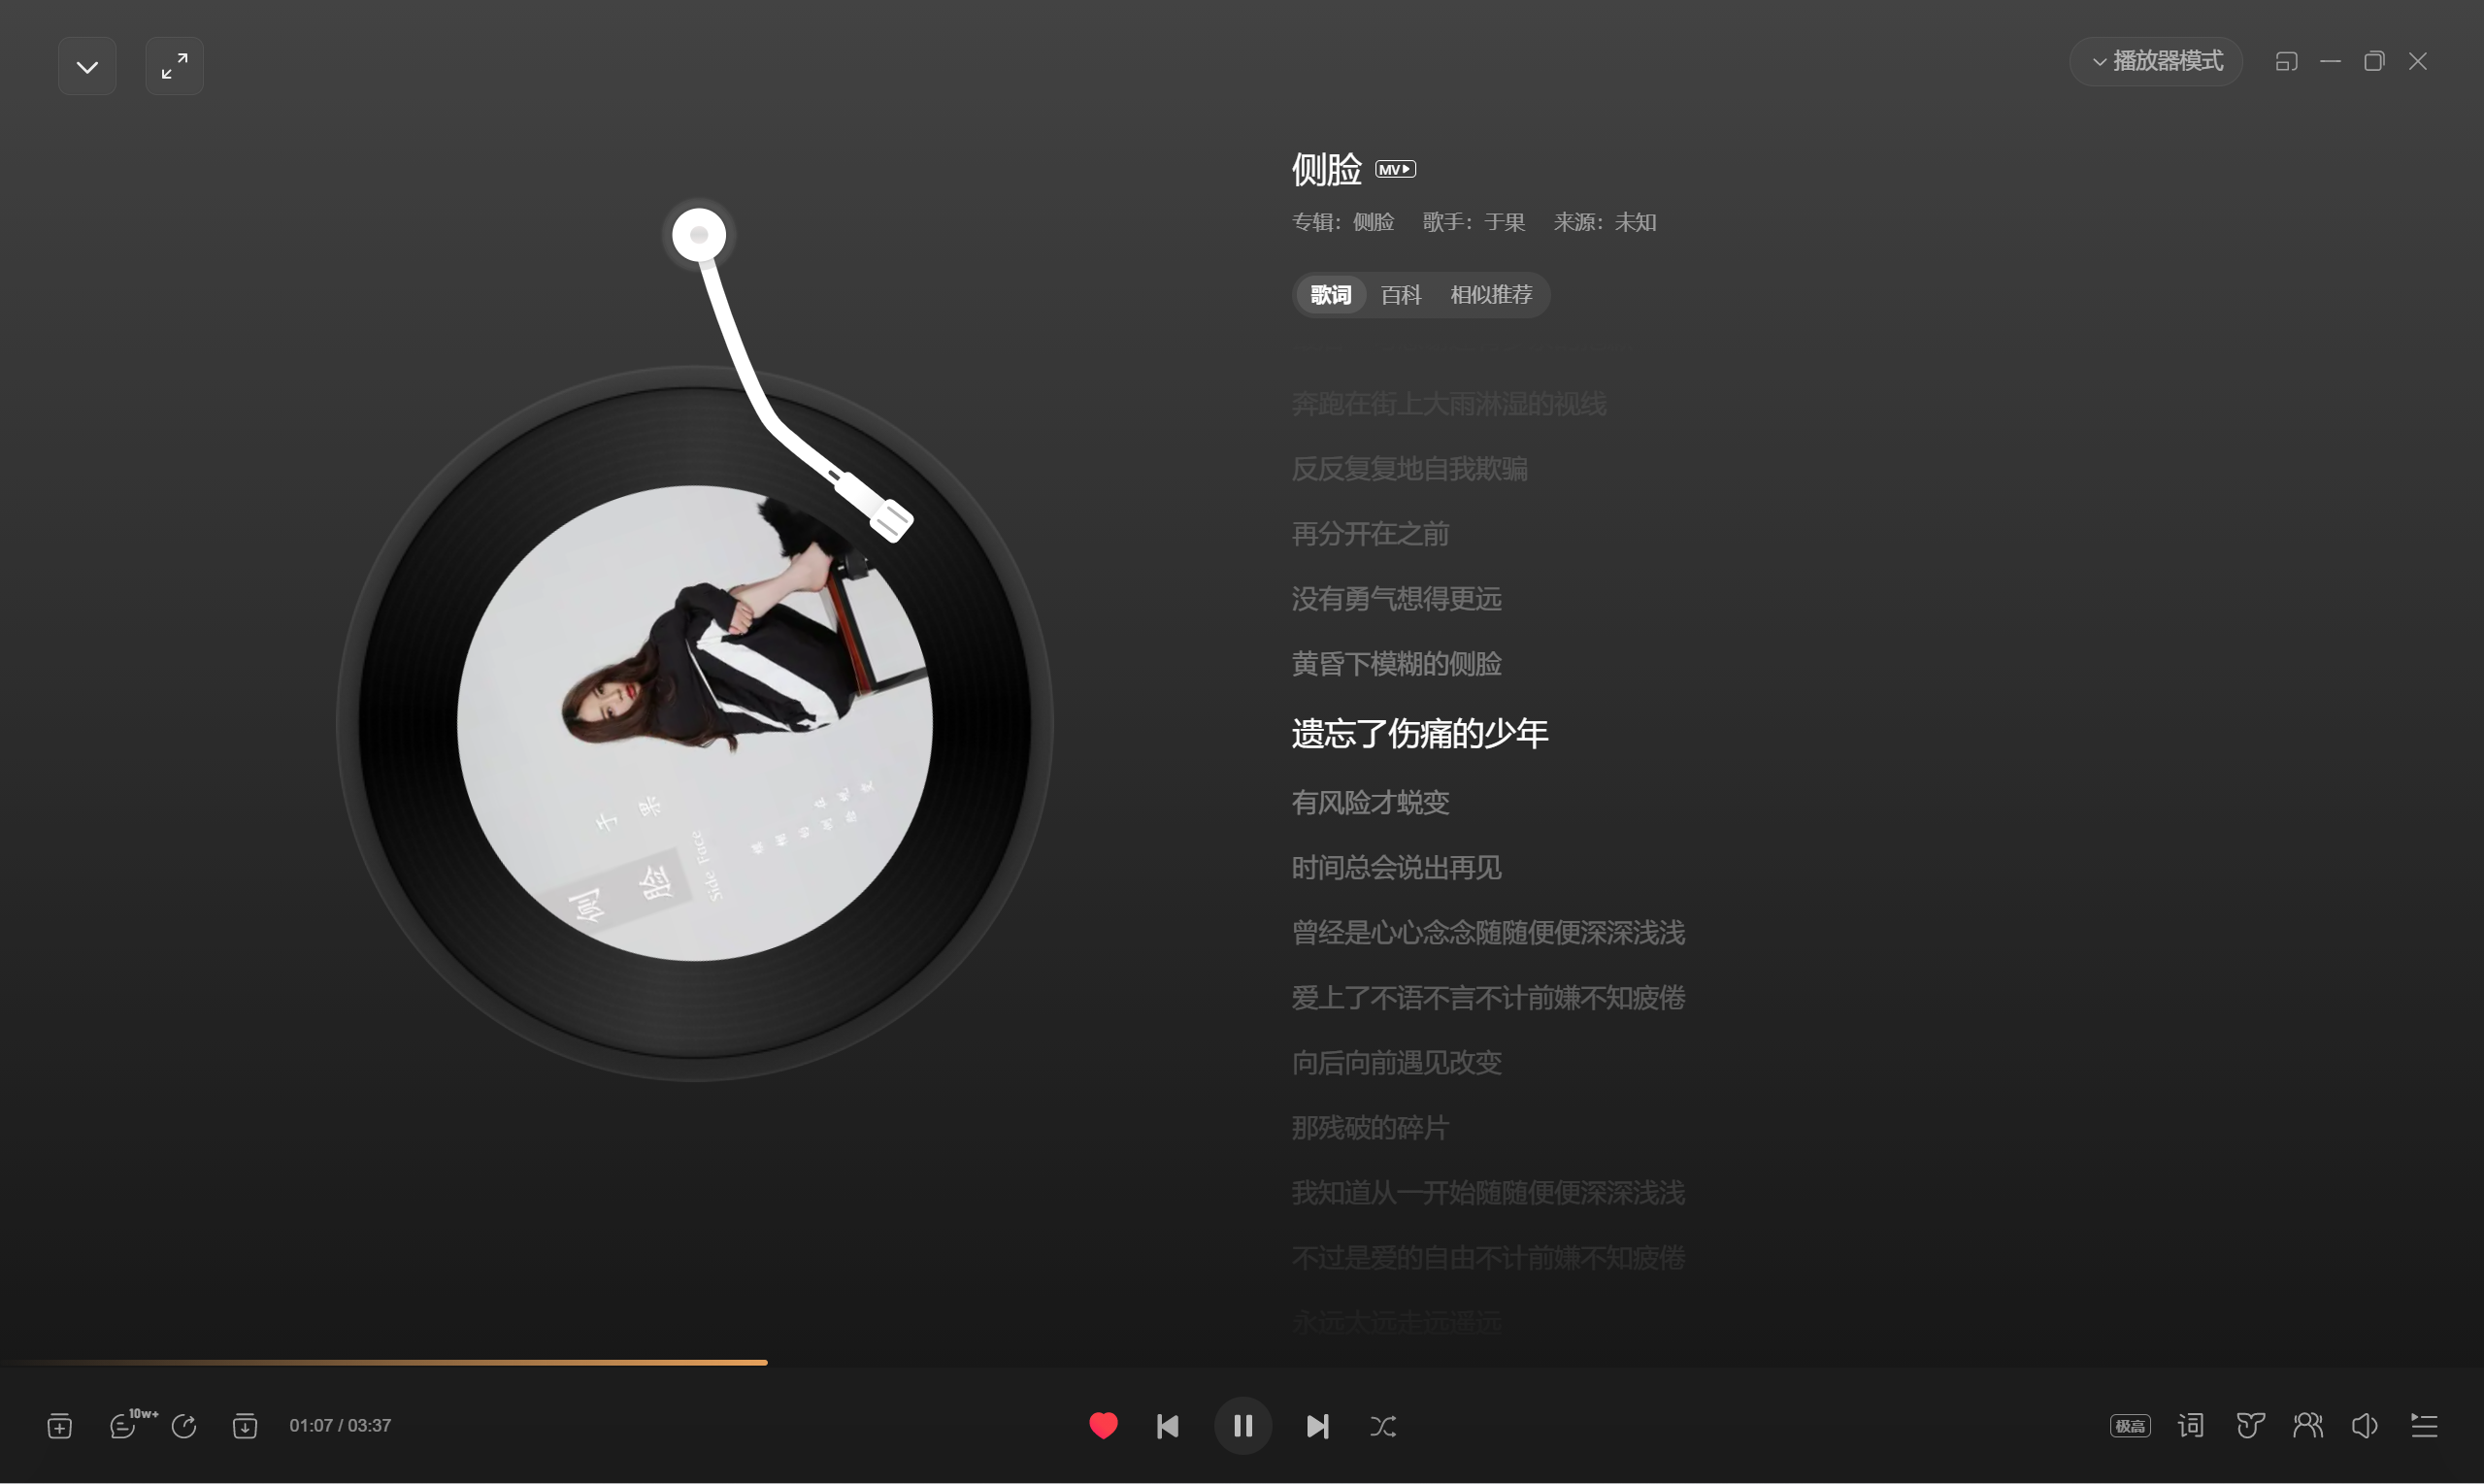 播放器模式
侧脸 MV
专辑：侧脸 歌手：于果 来源：未知
歌词 百科 相似推荐
奔跑在街上大雨淋湿的视线
反反复复地自我欺骗
再分开在之前
没有勇气想得更远
黄昏下模糊的侧脸
遗忘了伤痛的少年
有风险才蜕变
时间总会说出再见
曾经是心心念念随随便便深深浅浅
爱上了不语不言不计前嫌不知疲倦
向后向前遇见改变
那残破的碎片
我知道从一开始随随便便深深浅浅
不过是爱的自由不计前嫌不知疲倦
永远太远走远遥远
于果
侧脸
Side Face
10w+
01:07 / 03:37
极高
词